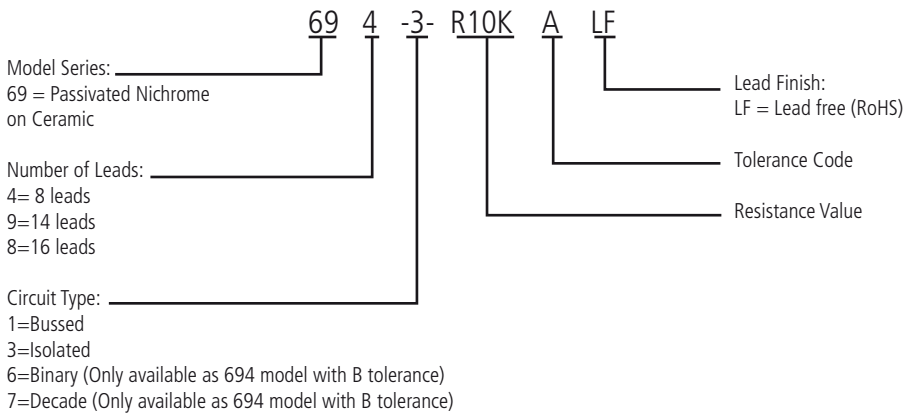 69 4 -3- R10K A LF
Model Series:
69 = Passivated Nichrome
on Ceramic
Number of Leads:
4= 8 leads
9=14 leads
8=16 leads
Circuit Type:
1=Bussed
3=Isolated
6=Binary (Only available as 694 model with B tolerance)
7=Decade (Only available as 694 model with B tolerance)
Lead Finish:
LF = Lead free (RoHS)
Tolerance Code
Resistance Value